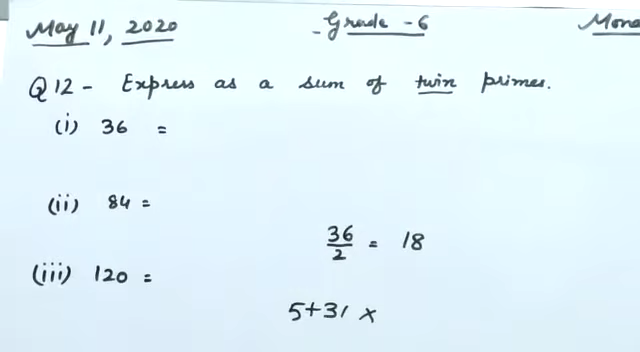 May 11, 2020 - Grade - 6
Q12 - Express as a sum of twin primes.
(i) 36 =
(ii) 84 =
36/2 = 18
(iii) 120 =
5+31 ×